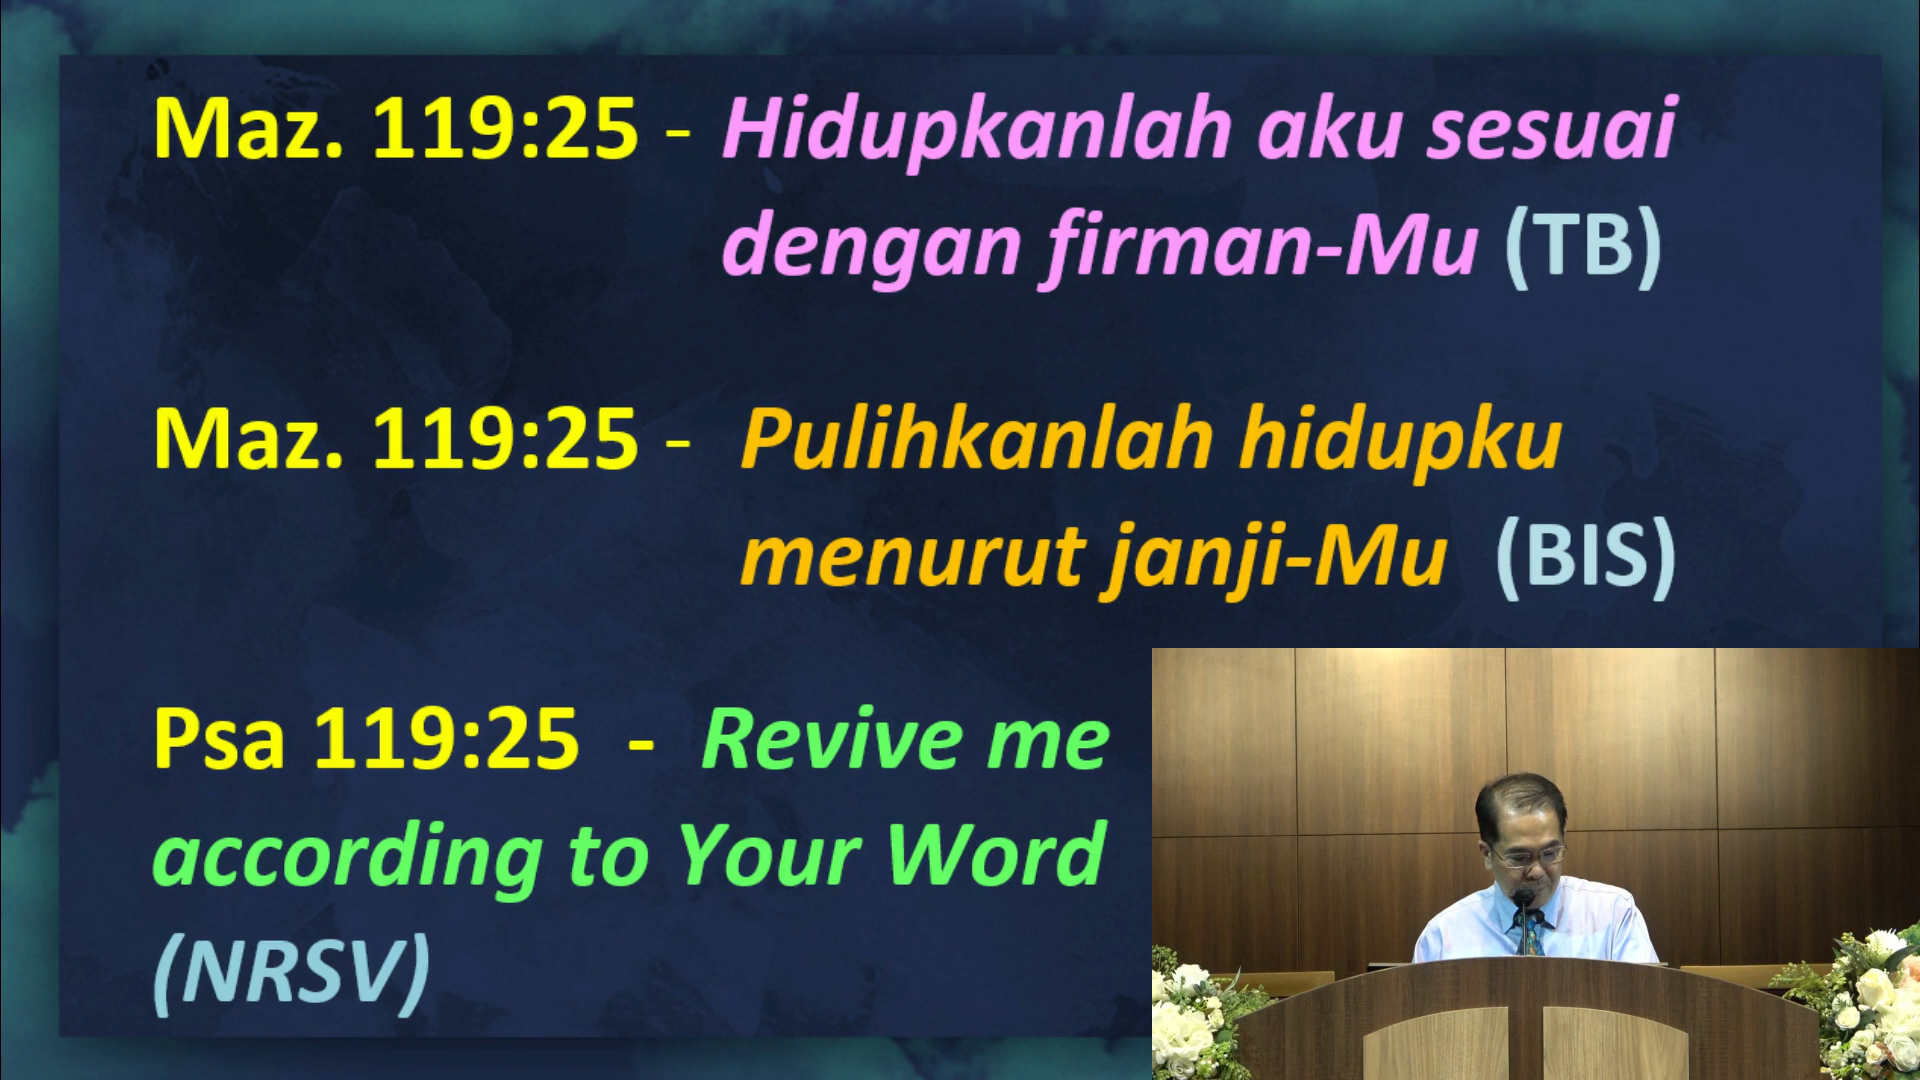 Maz. 119:25 - Hidupkanlah aku sesuai
dengan firman-Mu (TB)
Maz. 119:25 - Pulihkanlah hidupku
menurut janji-Mu (BIS)
Psa 119:25 - Revive me
according to Your Word
(NRSV)